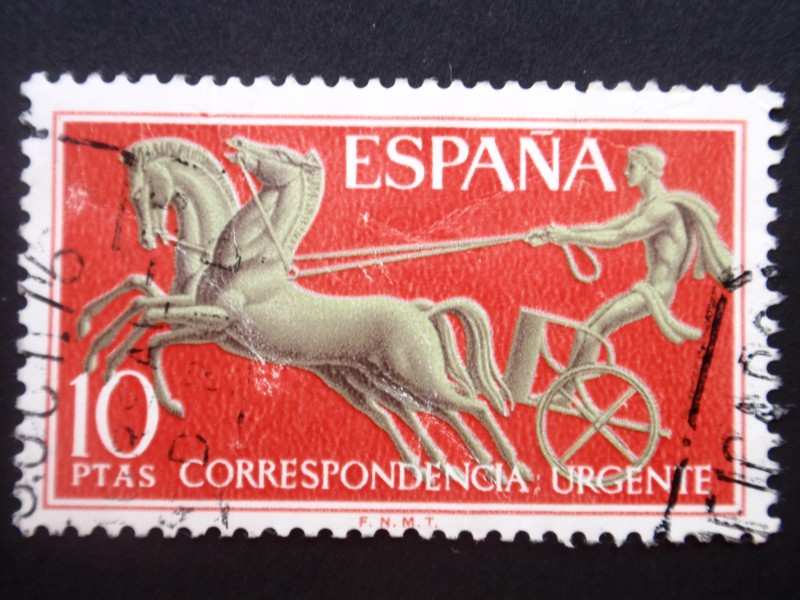 ESPAÑA
10
PTAS CORRESPONDENCIA URGENTE
F. N. M. T.